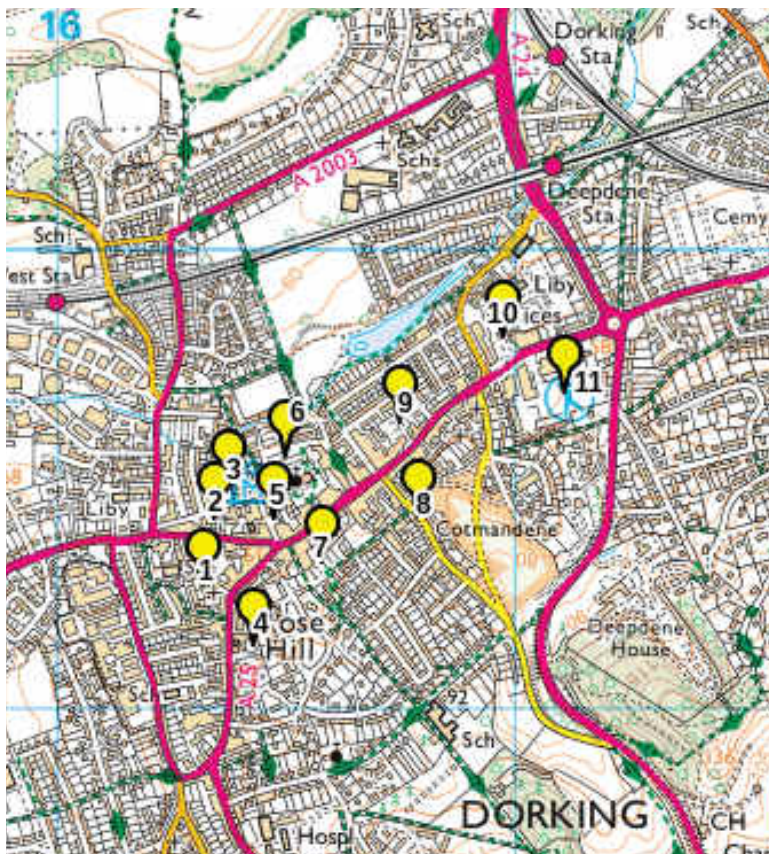 16
Sch
Dorking
Sta
Sch
A 24
A 2003
Schs
Deepdene
Sta
Cemy
Sch
West Sta
Liby
ices
10
11
9
6
3
2
5
8
Liby
7
Cotmandene
1
4
ose
Hill
Deepdene
House
A 25
Sch
92
Sch
DORKING
CH
Hospl